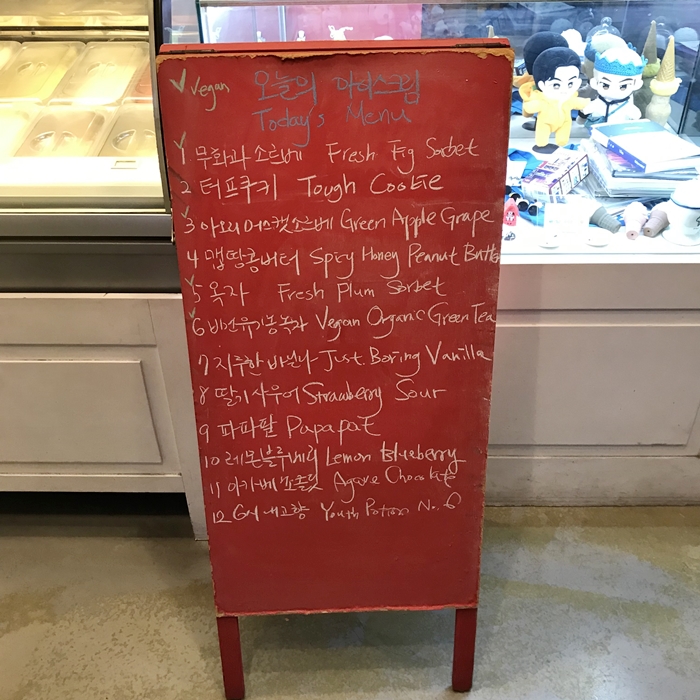 ✓ Vegan 오늘의 아이스크림
Today's Menu
✓1 무화과 소르베 Fresh Fig Sorbet
2 터프쿠키 Tough Cookie
✓3 아오리 머스캣 소르베 Green Apple Grape
4 맵땅콩버터 Spicy Honey Peanut Butte
✓5 옥자 Fresh Plum Sorbet
✓6 비건유기농녹차 Vegan Organic Green Tea
7 지루한 바닐라 Just Boring Vanilla
8 딸기사우어 Strawberry Sour
9 파파팥 Papapat
10 레몬블루베리 Lemon Blueberry
11 아가베 쵸콜릿 Agave Chocolate
12 Youth Potion No. 6